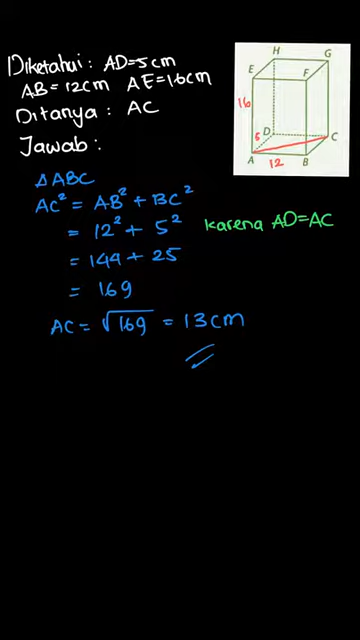 Diketahui : AD=5cm
AB=12cm AE=16cm
Ditanya : AC
Jawab :
H
G
E
F
16
5
D
C
A
12
B
△ABC
AC² = AB² + BC²
= 12² + 5²
karena AD=AC
= 144 + 25
= 169
AC = √169 = 13cm